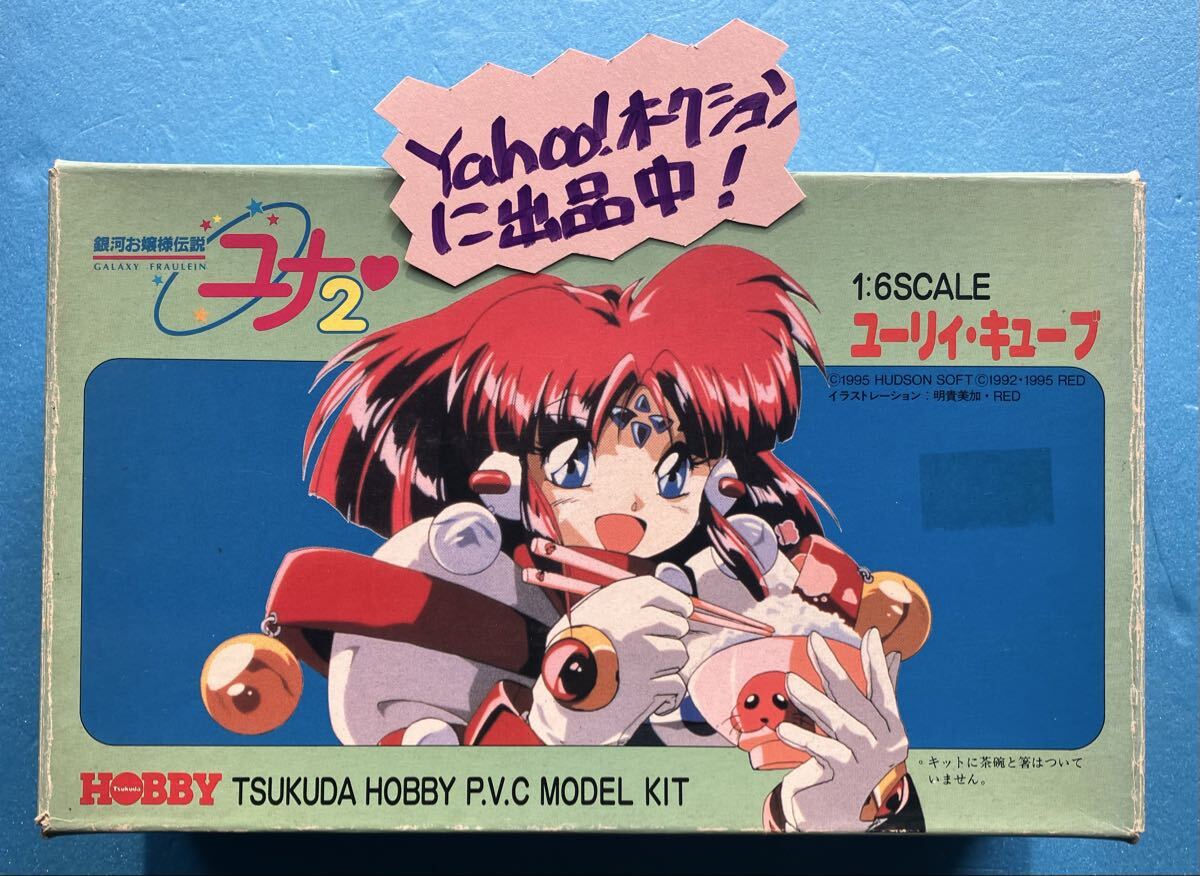 Yahoo!オークション
に出品中!
銀河お嬢様伝説
GALAXY FRAULEIN
ユナ2
1:6SCALE
ユーリィ・キューブ
©1995 HUDSON SOFT ©1992・1995 RED
イラストレーション:明貴美加・RED
。キットに茶碗と箸はついて
いません。
HOBBY
Tsukuda
TSUKUDA HOBBY P.V.C MODEL KIT